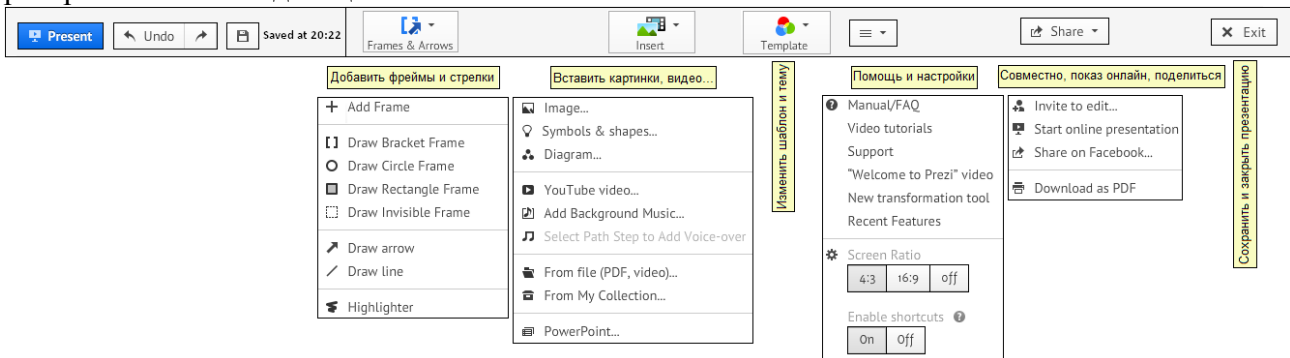 Present
Undo
Saved at 20:22
Frames & Arrows
Insert
Template
Share
Exit
Добавить фреймы и стрелки
Add Frame
Draw Bracket Frame
Draw Circle Frame
Draw Rectangle Frame
Draw Invisible Frame
Draw arrow
Draw line
Highlighter
Вставить картинки, видео...
Image...
Symbols & shapes...
Diagram...
YouTube video...
Add Background Music...
Select Path Step to Add Voice-over
From file (PDF, video)...
From My Collection...
PowerPoint...
Изменить шаблон и тему
Помощь и настройки
Manual/FAQ
Video tutorials
Support
“Welcome to Prezi” video
New transformation tool
Recent Features
Screen Ratio
4:3 16:9 off
Enable shortcuts
On Off
Совместно, показ онлайн, поделиться
Invite to edit...
Start online presentation
Share on Facebook...
Download as PDF
Сохранить и закрыть презентацию